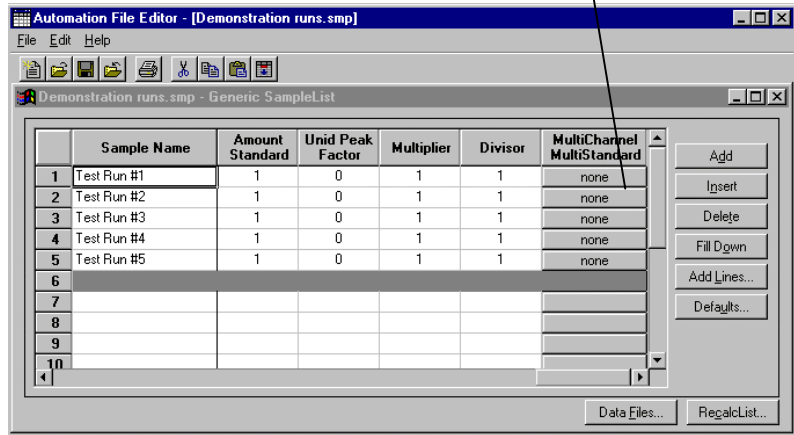 Automation File Editor - [Demonstration runs.smp]
File Edit Help
Demonstration runs.smp - Generic SampleList
Sample Name Amount Standard Unid Peak Factor Multiplier Divisor MultiChannel MultiStandard
1 Test Run #1 1 0 1 1 none
2 Test Run #2 1 0 1 1 none
3 Test Run #3 1 0 1 1 none
4 Test Run #4 1 0 1 1 none
5 Test Run #5 1 0 1 1 none
6
7
8
9
10
Add
Insert
Delete
Fill Down
Add Lines...
Defaults...
Data Files... RecalcList...